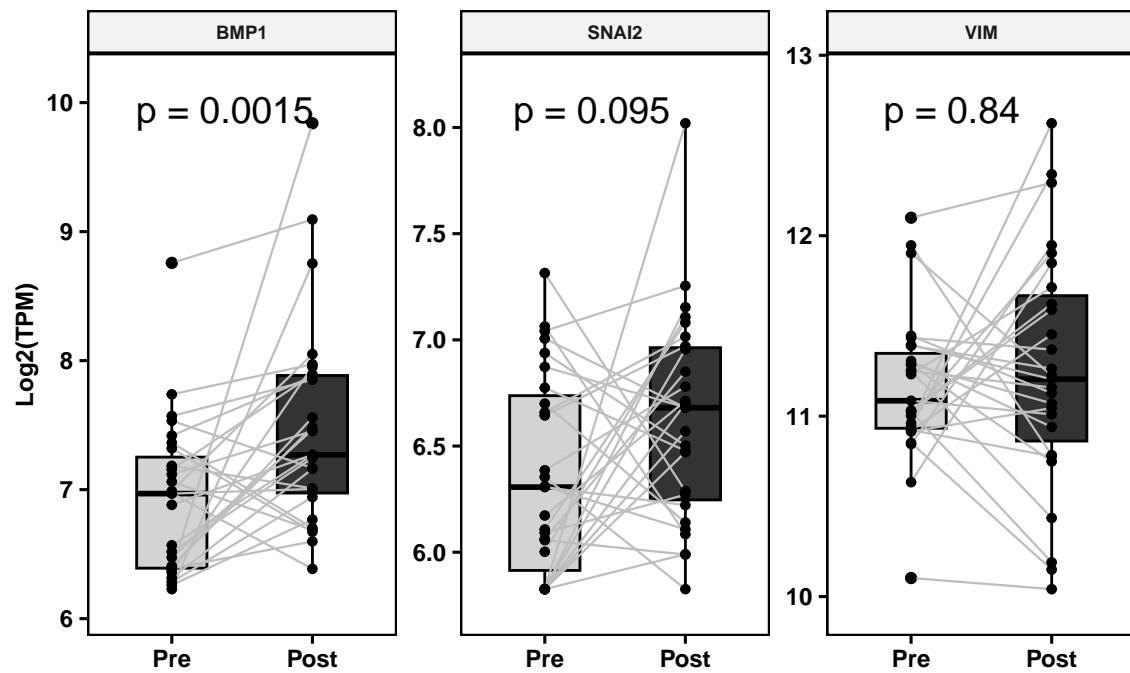 BMP1
SNAI2
VIM
Log2(TPM)
p = 0.0015
p = 0.095
p = 0.84
10
9
8
7
6
8.0
7.5
7.0
6.5
6.0
13
12
11
10
Pre
Post
Pre
Post
Pre
Post